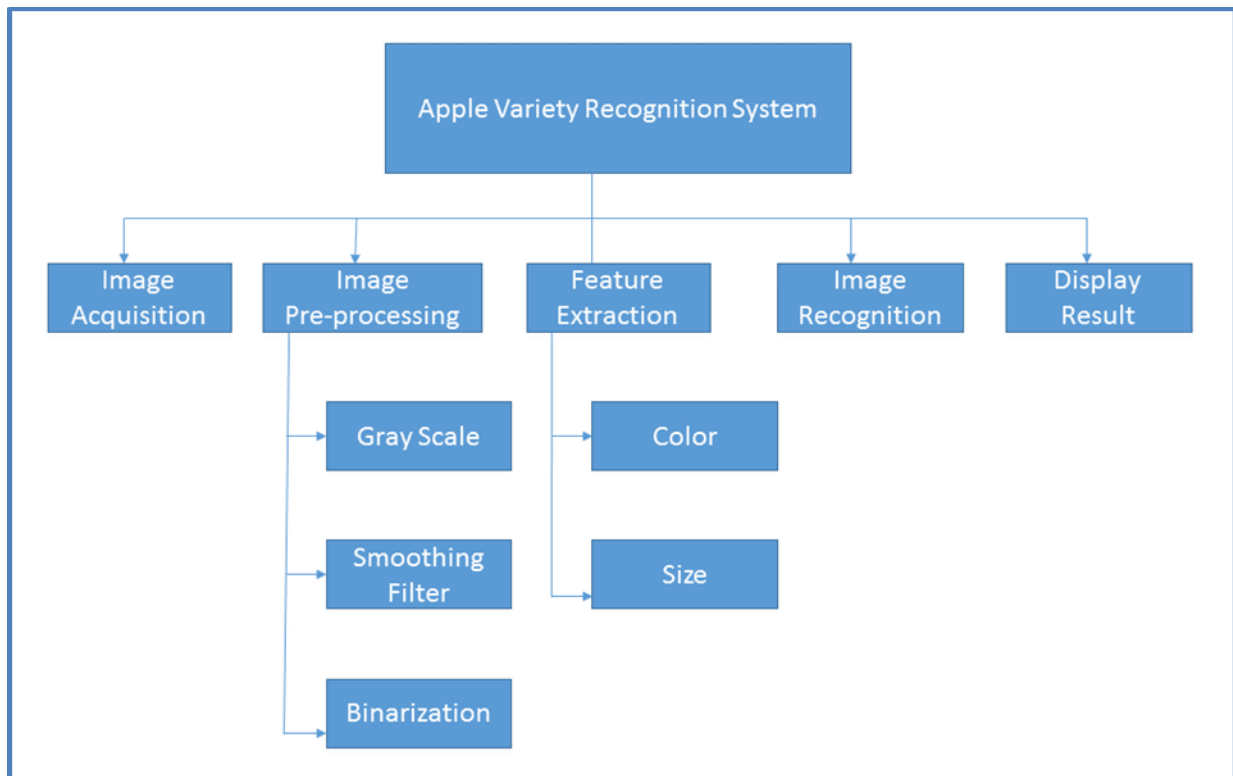 Apple Variety Recognition System
Image
Acquisition
Image
Pre-processing
Feature
Extraction
Image
Recognition
Display
Result
Gray Scale
Color
Smoothing
Filter
Size
Binarization